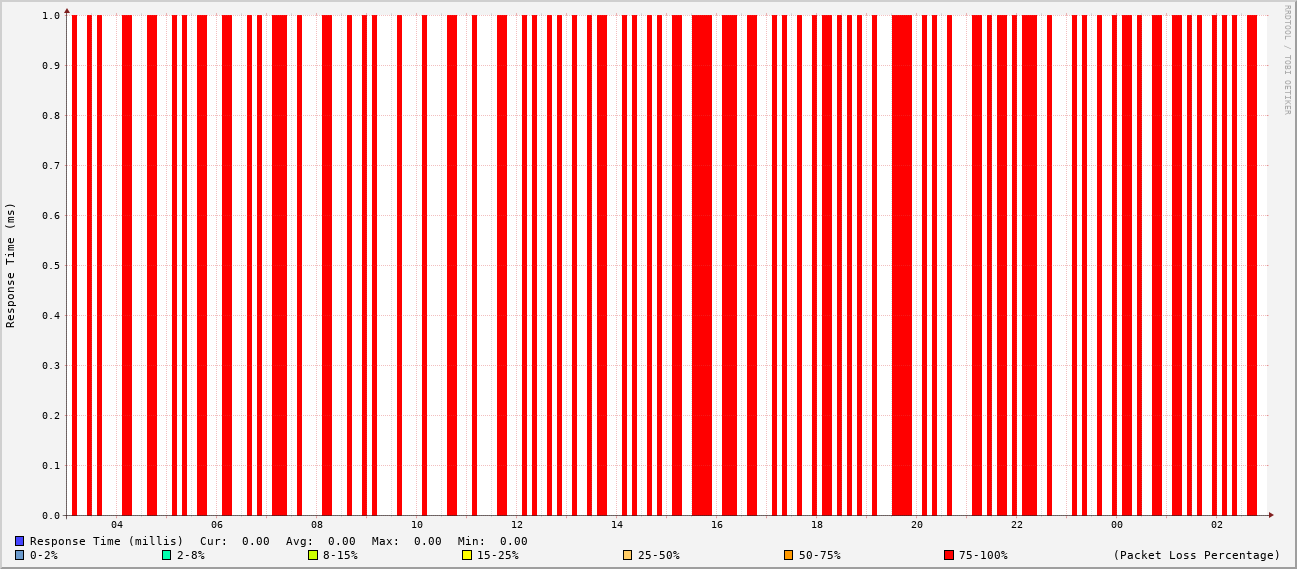 RRDTOOL / TOBI OETIKER
Response Time (ms)
1.0
0.9
0.8
0.7
0.6
0.5
0.4
0.3
0.2
0.1
0.0
04 06 08 10 12 14 16 18 20 22 00 02
Response Time (millis) Cur: 0.00 Avg: 0.00 Max: 0.00 Min: 0.00
0-2% 2-8% 8-15% 15-25% 25-50% 50-75% 75-100% (Packet Loss Percentage)